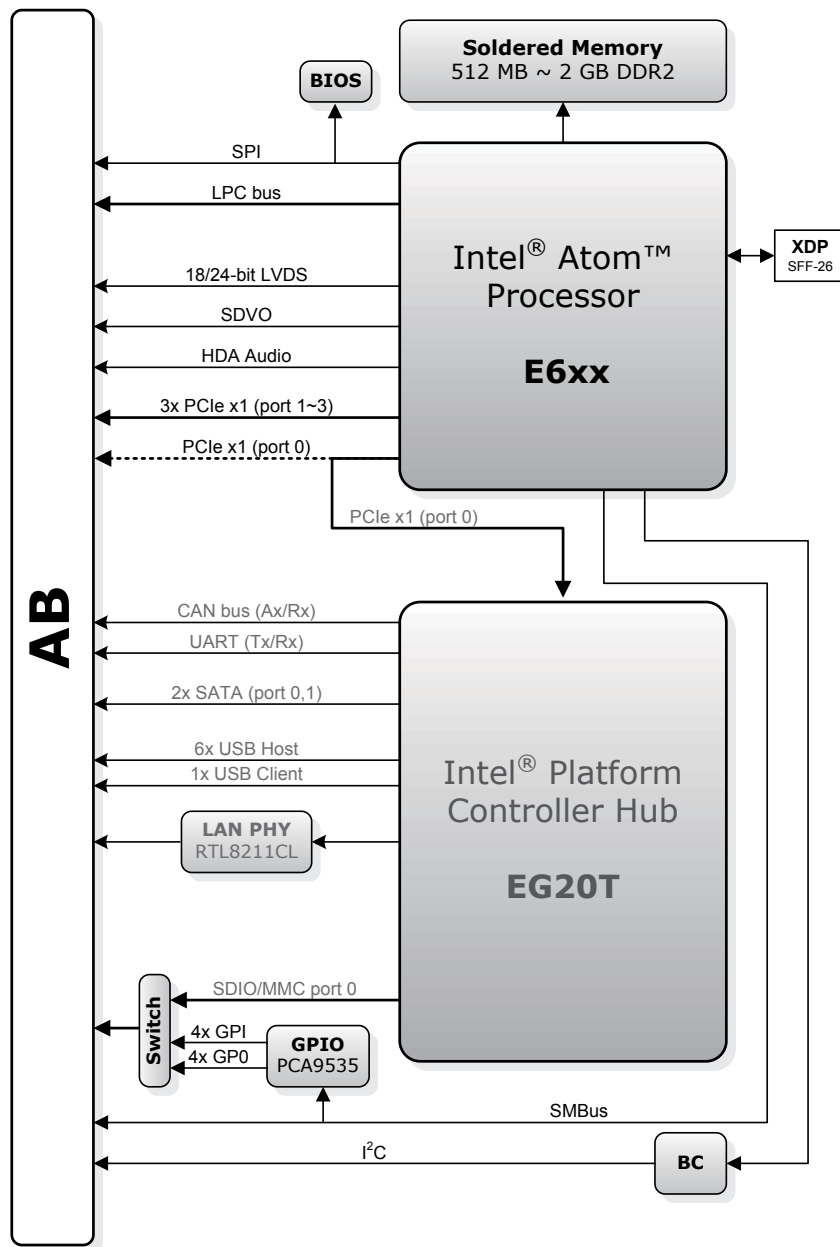 Soldered Memory
512 MB ~ 2 GB DDR2
BIOS
SPI
LPC bus
Intel® Atom™
Processor
E6xx
XDP
SFF-26
18/24-bit LVDS
SDVO
HDA Audio
3x PCIe x1 (port 1~3)
PCIe x1 (port 0)
PCIe x1 (port 0)
AB
CAN bus (Ax/Rx)
UART (Tx/Rx)
2x SATA (port 0,1)
6x USB Host
1x USB Client
Intel® Platform
Controller Hub
EG20T
LAN PHY
RTL8211CL
SDIO/MMC port 0
Switch
4x GPI
4x GP0
GPIO
PCA9535
SMBus
I²C
BC